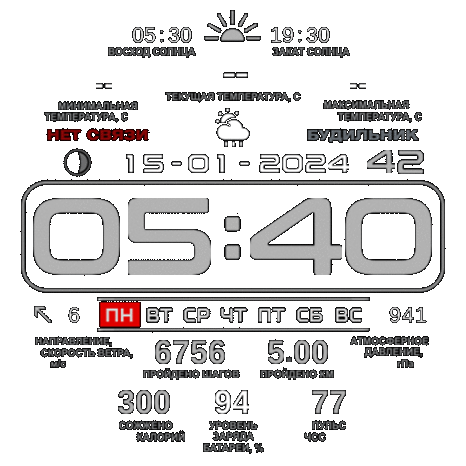 05:30 19:30
ВОСХОД СОЛНЦА ЗАКАТ СОЛНЦА
-- -- --
ТЕКУЩАЯ ТЕМПЕРАТУРА, С
МИНИМАЛЬНАЯ МАКСИМАЛЬНАЯ
ТЕМПЕРАТУРА, С ТЕМПЕРАТУРА, С
НЕТ СВЯЗИ БУДИЛЬНИК
15-01-2024 42
05:40
6 ПН ВТ СР ЧТ ПТ СБ ВС 941
НАПРАВЛЕНИЕ, АТМОСФЕРНОЕ
СКОРОСТЬ ВЕТРА, ДАВЛЕНИЕ,
м/с гПа
6756 5.00
ПРОЙДЕНО ШАГОВ ПРОЙДЕНО КМ
300 94 77
СОЖЖЕНО УРОВЕНЬ ПУЛЬС
КАЛОРИЙ ЗАРЯДА ЧСС
БАТАРЕИ, %